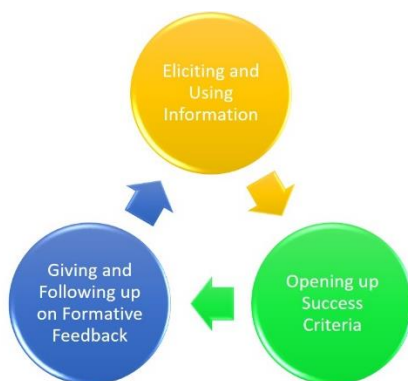 Eliciting and
Using
Information
Giving and
Following up
on Formative
Feedback
Opening up
Success
Criteria